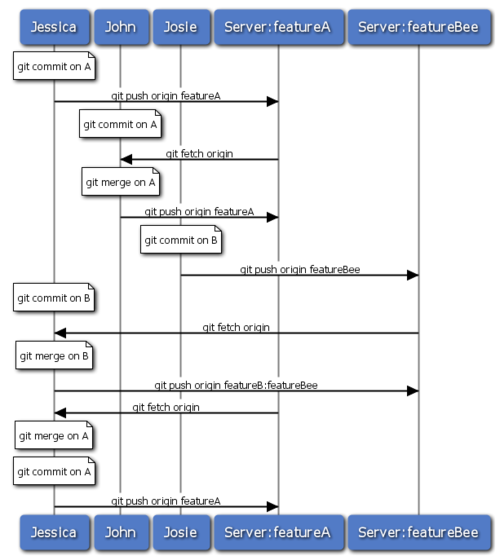 Jessica John Josie Server:featureA Server:featureBee
git commit on A
git push origin featureA
git commit on A
git fetch origin
git merge on A
git push origin featureA
git commit on B
git push origin featureBee
git commit on B
git fetch origin
git merge on B
git push origin featureB:featureBee
git fetch origin
git merge on A
git commit on A
git push origin featureA
Jessica John Josie Server:featureA Server:featureBee